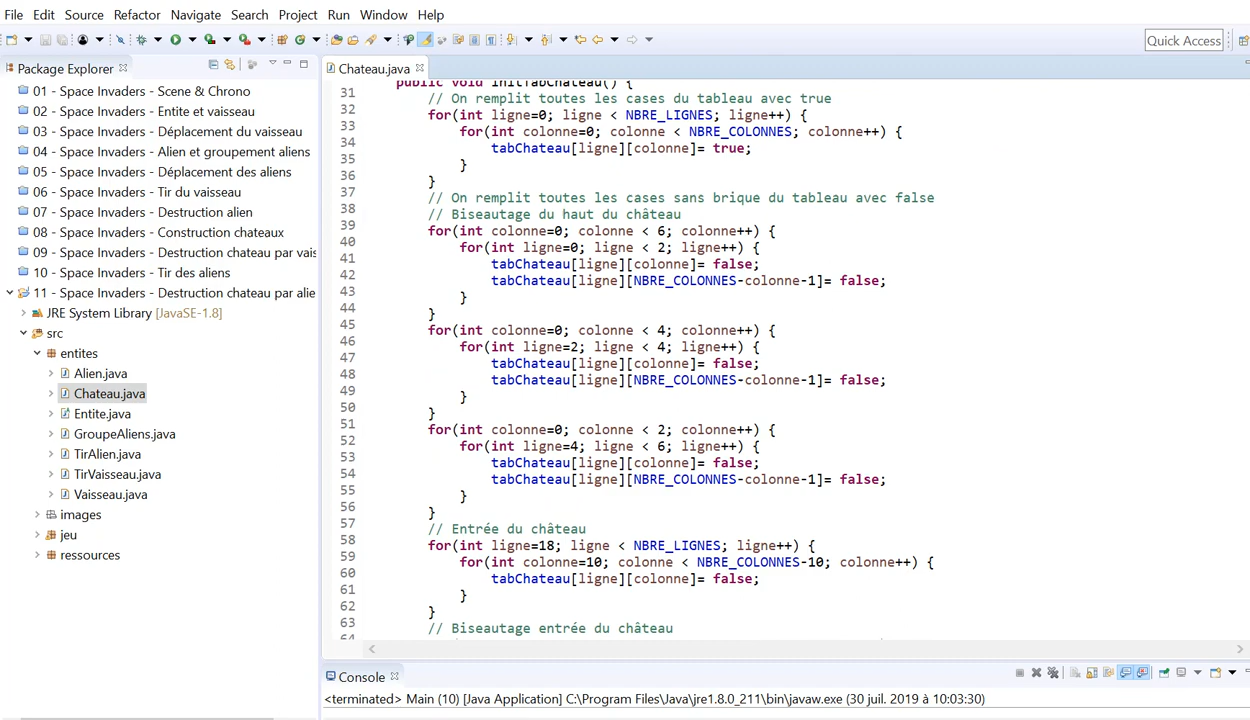 File Edit Source Refactor Navigate Search Project Run Window Help
Quick Access
Package Explorer
01 - Space Invaders - Scene & Chrono
02 - Space Invaders - Entite et vaisseau
03 - Space Invaders - Déplacement du vaisseau
04 - Space Invaders - Alien et groupement aliens
05 - Space Invaders - Déplacement des aliens
06 - Space Invaders - Tir du vaisseau
07 - Space Invaders - Destruction alien
08 - Space Invaders - Construction chateaux
09 - Space Invaders - Destruction chateau par vais
10 - Space Invaders - Tir des aliens
11 - Space Invaders - Destruction chateau par alie
JRE System Library [JavaSE-1.8]
src
entites
Alien.java
Chateau.java
Entite.java
GroupeAliens.java
TirAlien.java
TirVaisseau.java
Vaisseau.java
images
jeu
ressources
Chateau.java
public void initTabChateau() {
31 // On remplit toutes les cases du tableau avec true
32 for(int ligne=0; ligne < NBRE_LIGNES; ligne++) {
33 for(int colonne=0; colonne < NBRE_COLONNES; colonne++) {
34 tabChateau[ligne][colonne]= true;
35 }
36 }
37 // On remplit toutes les cases sans brique du tableau avec false
38 // Biseautage du haut du château
39 for(int colonne=0; colonne < 6; colonne++) {
40 for(int ligne=0; ligne < 2; ligne++) {
41 tabChateau[ligne][colonne]= false;
42 tabChateau[ligne][NBRE_COLONNES-colonne-1]= false;
43 }
44 }
45 for(int colonne=0; colonne < 4; colonne++) {
46 for(int ligne=2; ligne < 4; ligne++) {
47 tabChateau[ligne][colonne]= false;
48 tabChateau[ligne][NBRE_COLONNES-colonne-1]= false;
49 }
50 }
51 for(int colonne=0; colonne < 2; colonne++) {
52 for(int ligne=4; ligne < 6; ligne++) {
53 tabChateau[ligne][colonne]= false;
54 tabChateau[ligne][NBRE_COLONNES-colonne-1]= false;
55 }
56 }
57 // Entrée du château
58 for(int ligne=18; ligne < NBRE_LIGNES; ligne++) {
59 for(int colonne=10; colonne < NBRE_COLONNES-10; colonne++) {
60 tabChateau[ligne][colonne]= false;
61 }
62 }
63 // Biseautage entrée du château
64
Console
<terminated> Main (10) [Java Application] C:\Program Files\Java\jre1.8.0_211\bin\javaw.exe (30 juil. 2019 à 10:03:30)